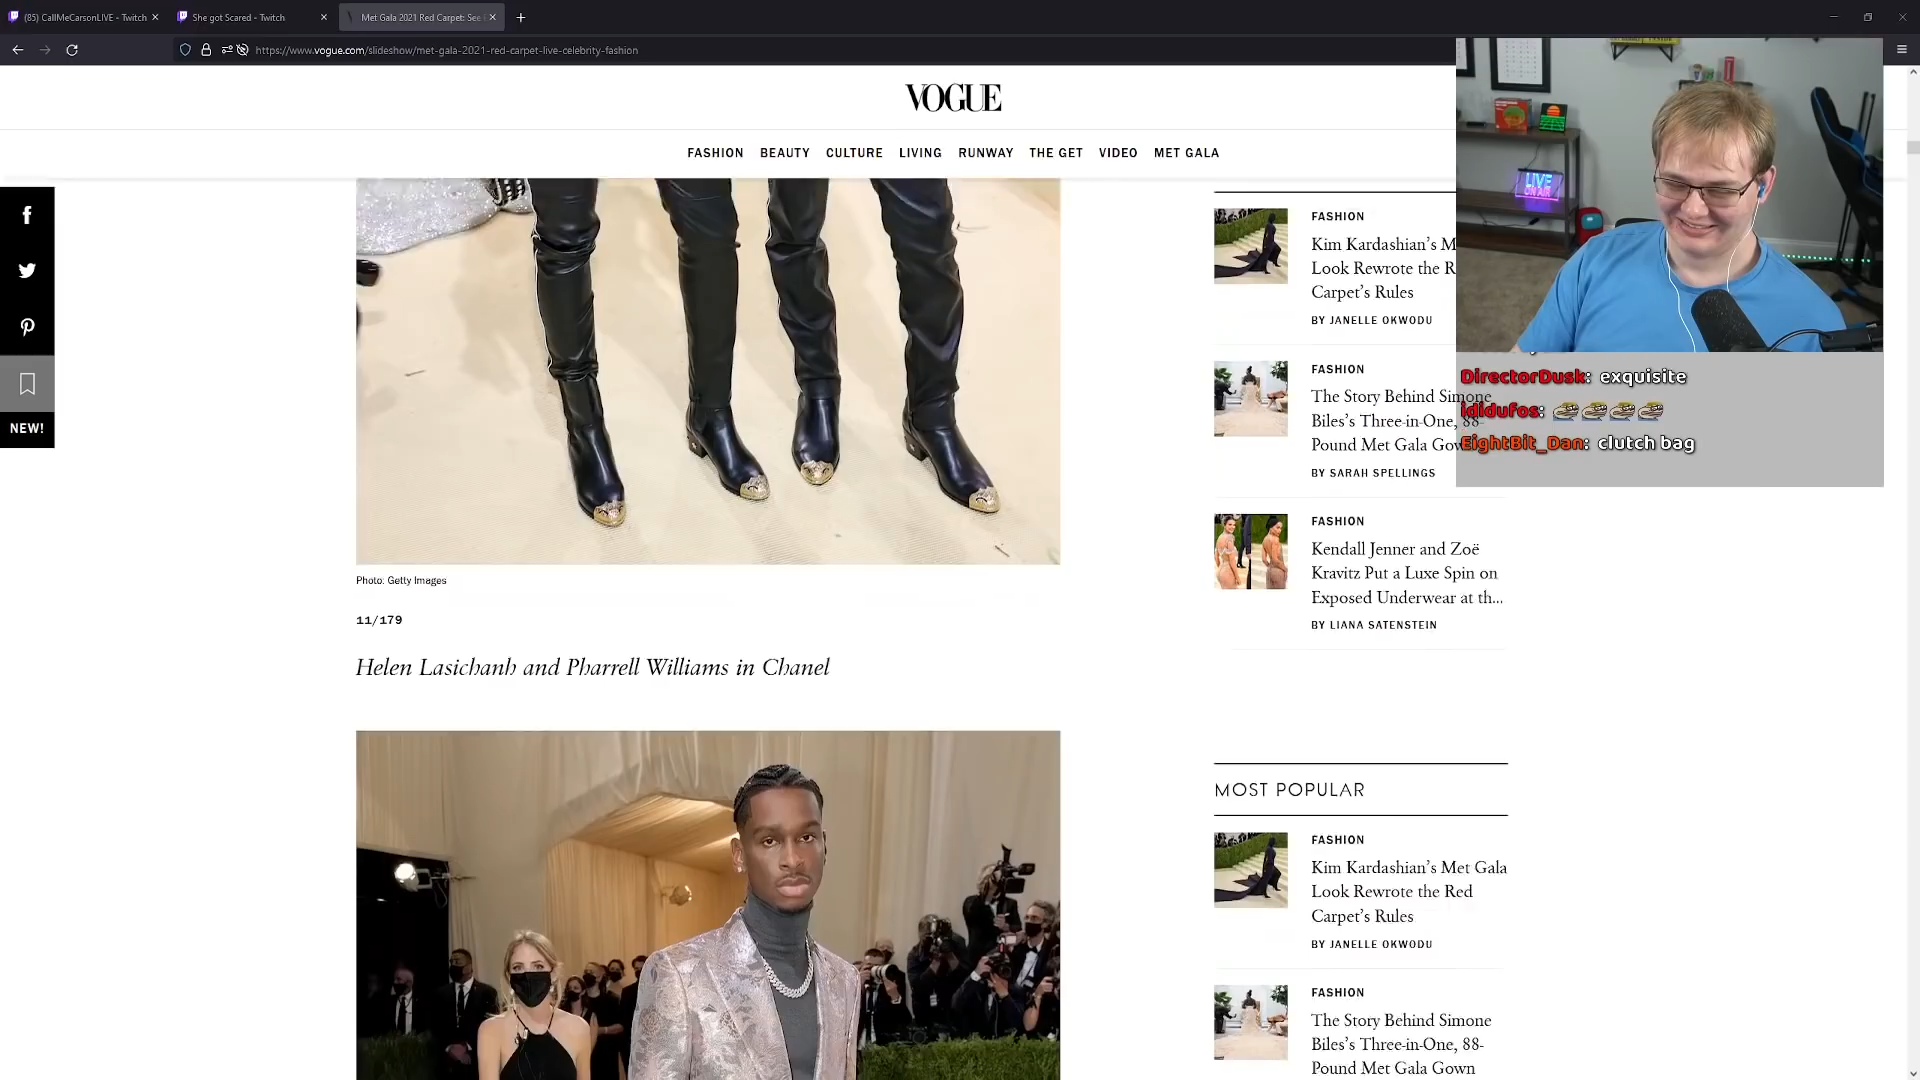 (85) CallMeCarsonLIVE - Twitch
She got Scared - Twitch
Met Gala 2021 Red Carpet: See
https://www.vogue.com/slideshow/met-gala-2021-red-carpet-live-celebrity-fashion
VOGUE
FASHION BEAUTY CULTURE LIVING RUNWAY THE GET VIDEO MET GALA
NEW!
Photo: Getty Images
11/179
Helen Lasichanh and Pharrell Williams in Chanel
FASHION
Kim Kardashian's M
Look Rewrote the R
Carpet's Rules
BY JANELLE OKWODU
FASHION
The Story Behind Simone
Biles's Three-in-One, 88-
Pound Met Gala Gow
BY SARAH SPELLINGS
FASHION
Kendall Jenner and Zoë
Kravitz Put a Luxe Spin on
Exposed Underwear at th...
BY LIANA SATENSTEIN
MOST POPULAR
FASHION
Kim Kardashian's Met Gala
Look Rewrote the Red
Carpet's Rules
BY JANELLE OKWODU
FASHION
The Story Behind Simone
Biles's Three-in-One, 88-
Pound Met Gala Gown
LIVE
ON AIR
DirectorDusk: exquisite
ididufos:
EightBit_Dan: clutch bag